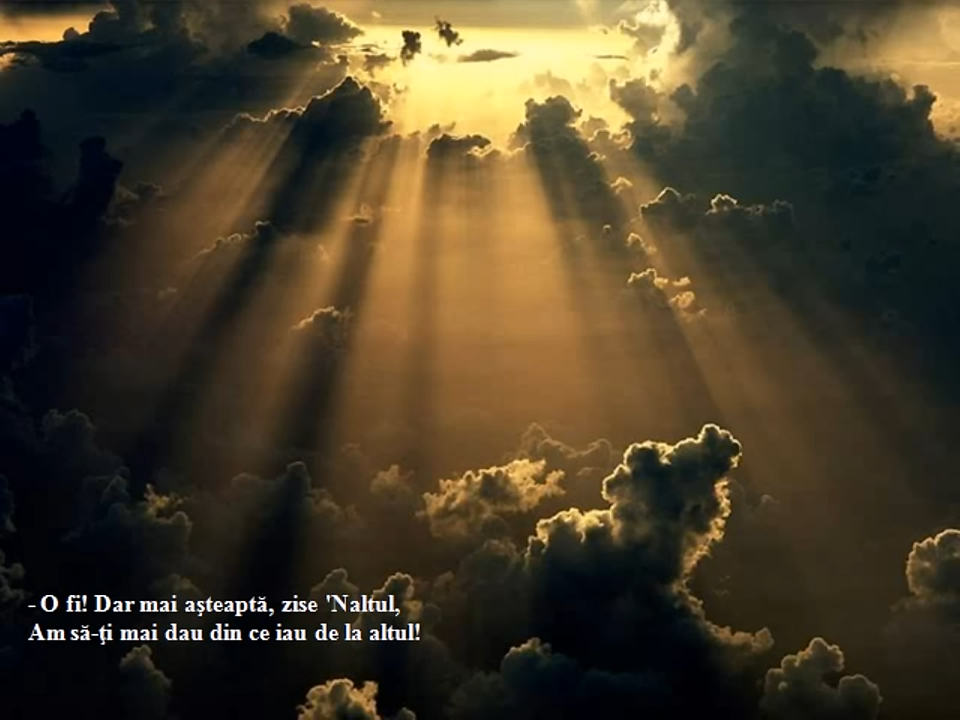 - O fi! Dar mai aşteaptă, zise 'Naltul,
Am să-ţi mai dau din ce iau de la altul!